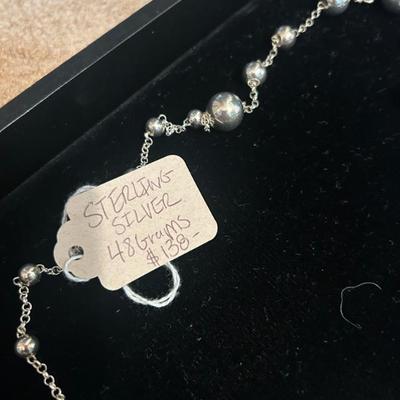 STERLING
SILVER
48 Grams
$138-